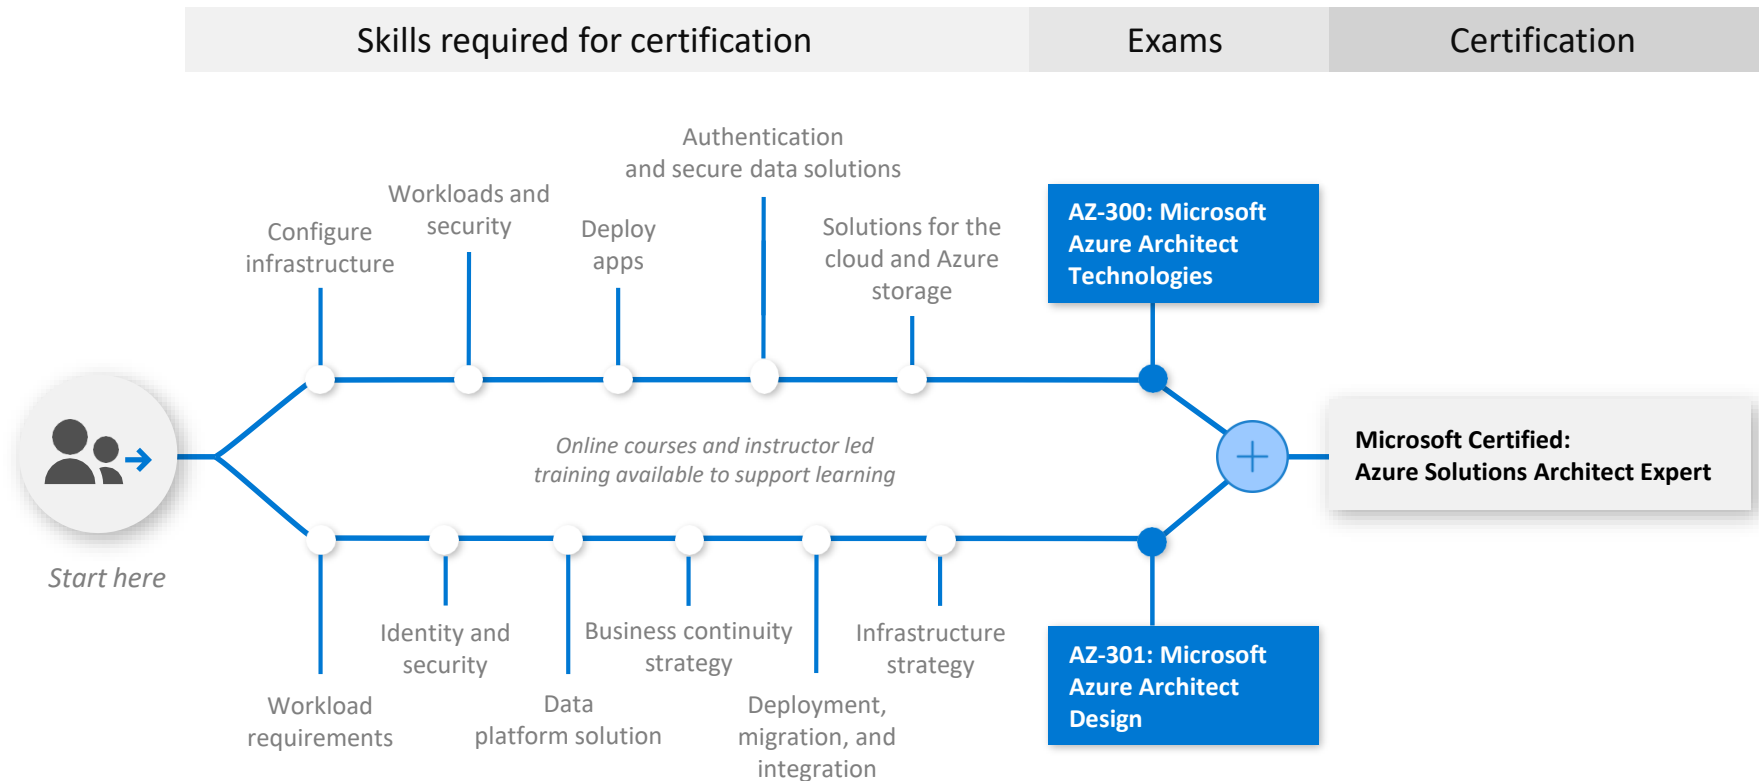 Skills required for certification
Exams
Certification
Authentication
and secure data solutions
Workloads and
security
Configure
infrastructure
Deploy
apps
Solutions for the
cloud and Azure
storage
AZ-300: Microsoft
Azure Architect
Technologies
Online courses and instructor led
training available to support learning
Microsoft Certified:
Azure Solutions Architect Expert
Start here
Workload
requirements
Identity and
security
Data
platform solution
Business continuity
strategy
Deployment,
migration, and
integration
Infrastructure
strategy
AZ-301: Microsoft
Azure Architect
Design